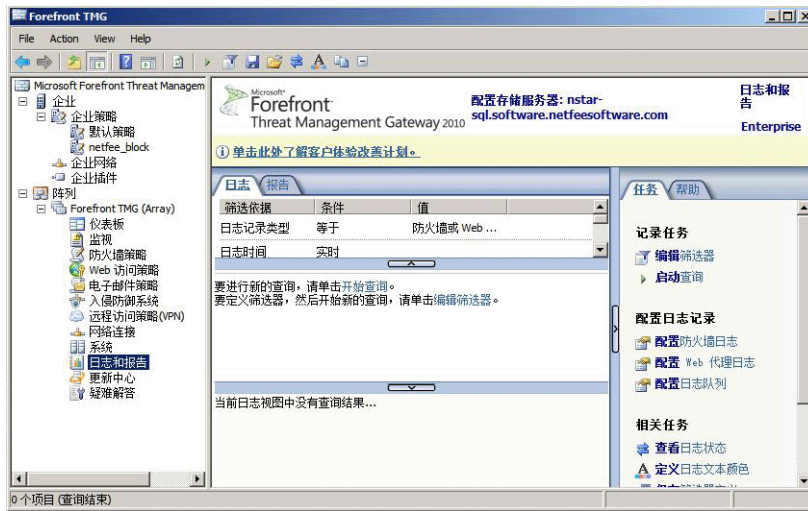 Forefront TMG
File Action View Help
Microsoft Forefront Threat Managem
企业
企业策略
默认策略
netfee_block
企业网络
企业插件
阵列
Forefront TMG (Array)
仪表板
监视
防火墙策略
Web 访问策略
电子邮件策略
入侵防御系统
远程访问策略(VPN)
网络连接
系统
日志和报告
更新中心
疑难解答
Microsoft
Forefront
Threat Management Gateway 2010
配置存储服务器: nstar-
sql.software.netfeesoftware.com
日志和报
告
Enterprise
单击此处了解客户体验改善计划。
日志 报告
筛选依据 条件 值
日志记录类型 等于 防火墙或 Web ...
日志时间 实时
要进行新的查询，请单击开始查询。
要定义筛选器，然后开始新的查询，请单击编辑筛选器。
当前日志视图中没有查询结果...
任务 帮助
记录任务
编辑筛选器
启动查询
配置日志记录
配置防火墙日志
配置 Web 代理日志
配置日志队列
相关任务
查看日志状态
定义日志文本颜色
0 个项目 (查询结束)